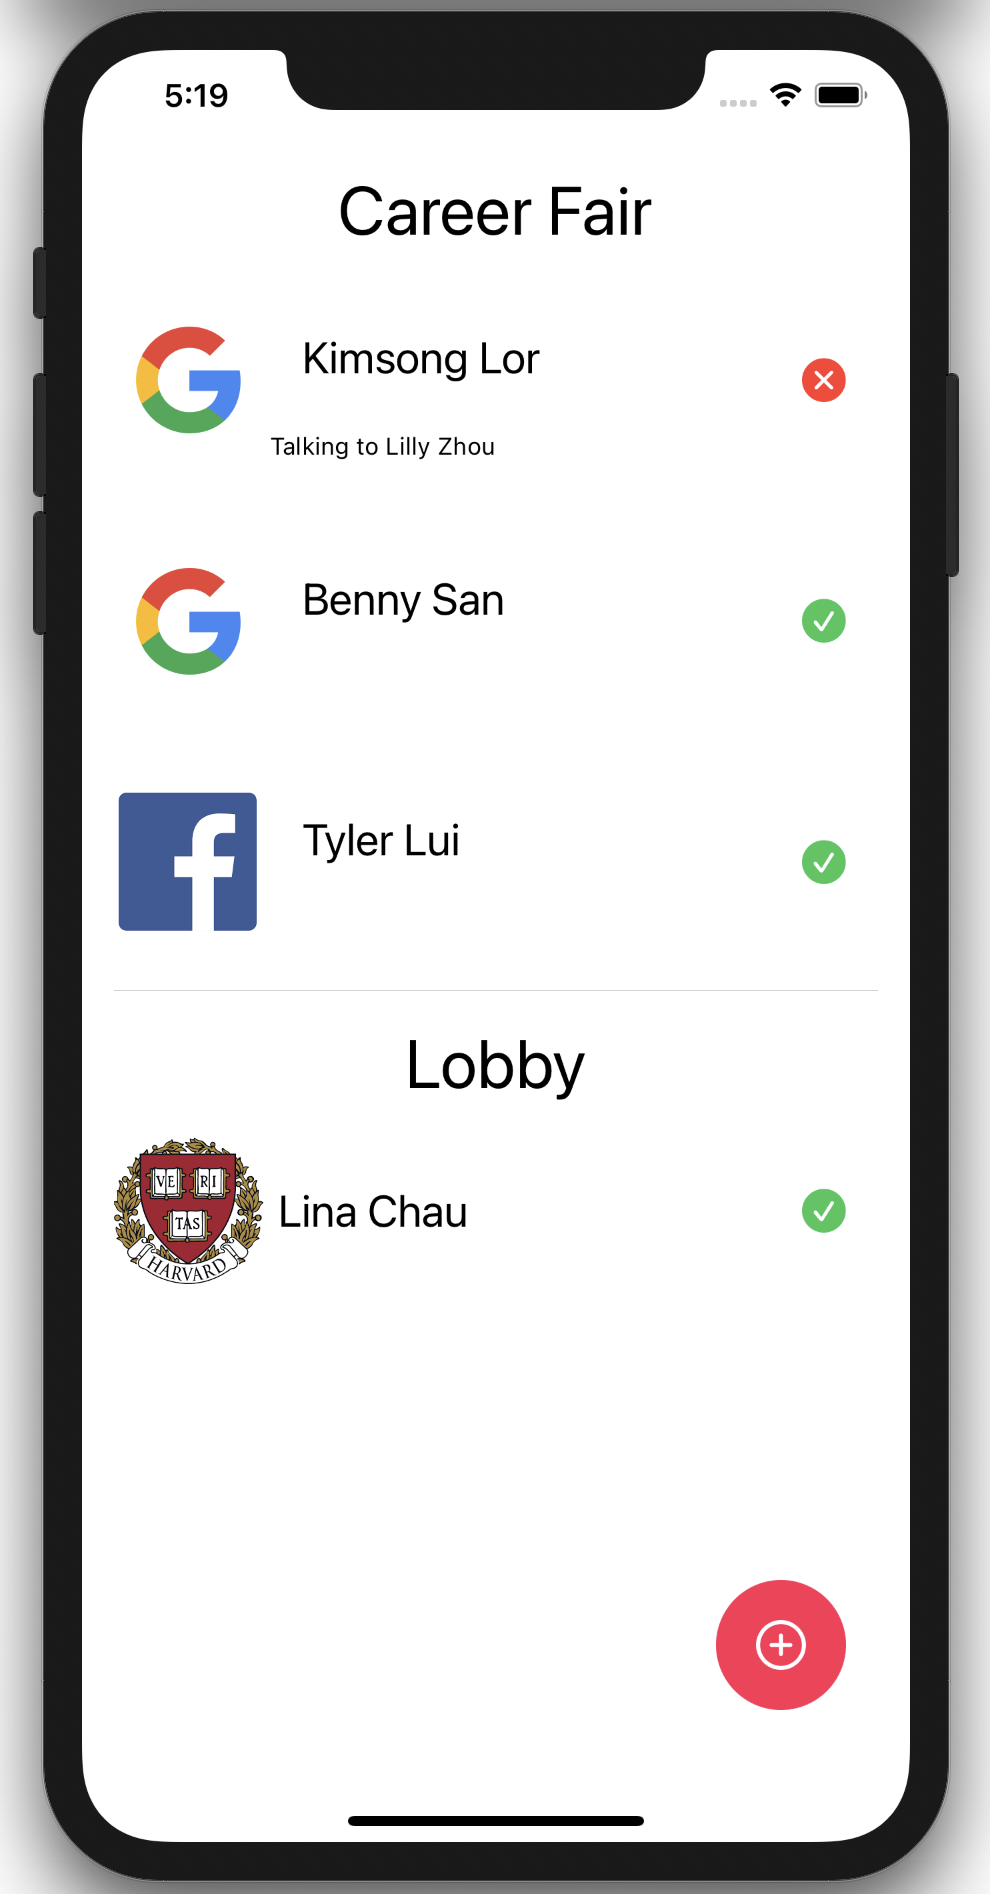 5:19
Career Fair
Kimsong Lor
Talking to Lilly Zhou
Benny San
Tyler Lui
Lobby
VE RI
TAS
HARVARD
Lina Chau